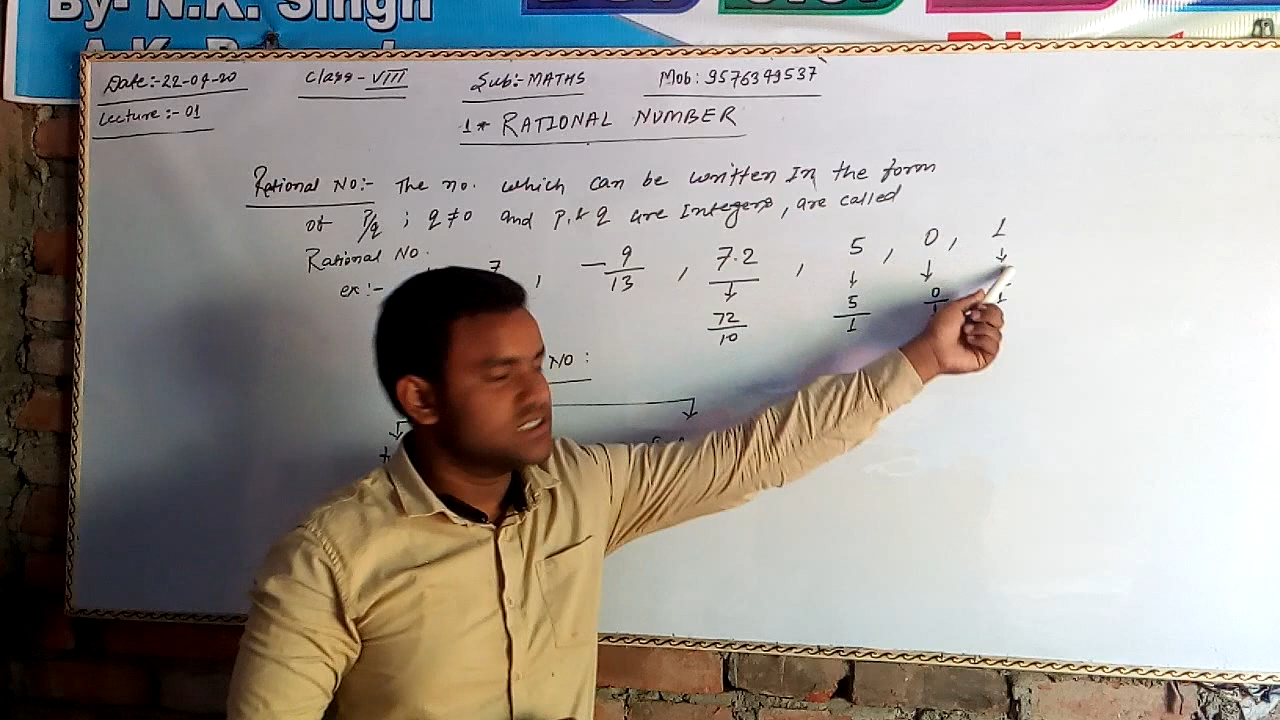 By- N.K. Singh
Date:-22-04-20 Class-VIII Sub:-MATHS Mob: 9576349537
Lecture:-01
1* RATIONAL NUMBER
Rational No:- The no. which can be written In the form
of P/q ; q≠0 and p & q are Integers, are called
Rational No.
ex:- 7 , -9/13 , 7.2 , 5 , 0 , 1
72/10 5/1 0/1 1
NO :